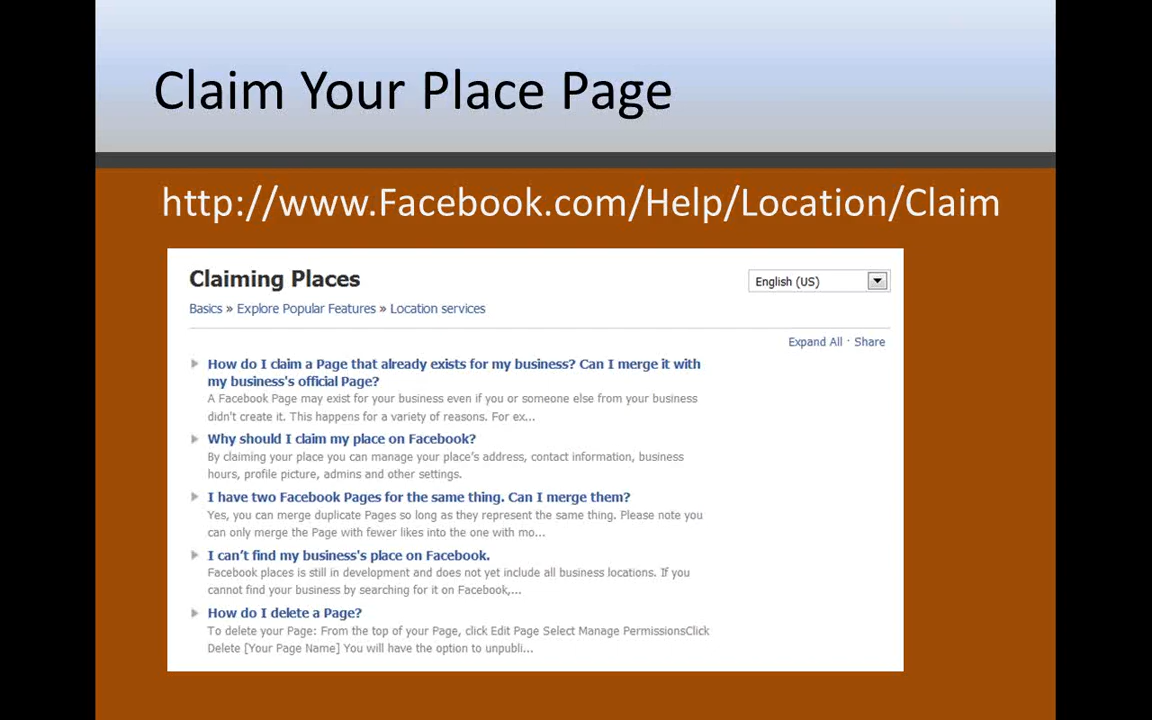 Claim Your Place Page
http://www.Facebook.com/Help/Location/Claim
Claiming Places
English (US)
Basics » Explore Popular Features » Location services
Expand All · Share
How do I claim a Page that already exists for my business? Can I merge it with
my business's official Page?
A Facebook Page may exist for your business even if you or someone else from your business
didn't create it. This happens for a variety of reasons. For ex...
Why should I claim my place on Facebook?
By claiming your place you can manage your place's address, contact information, business
hours, profile picture, admins and other settings.
I have two Facebook Pages for the same thing. Can I merge them?
Yes, you can merge duplicate Pages so long as they represent the same thing. Please note you
can only merge the Page with fewer likes into the one with mo...
I can't find my business's place on Facebook.
Facebook places is still in development and does not yet include all business locations. If you
cannot find your business by searching for it on Facebook,...
How do I delete a Page?
To delete your Page: From the top of your Page, click Edit Page Select Manage PermissionsClick
Delete [Your Page Name] You will have the option to unpubli...